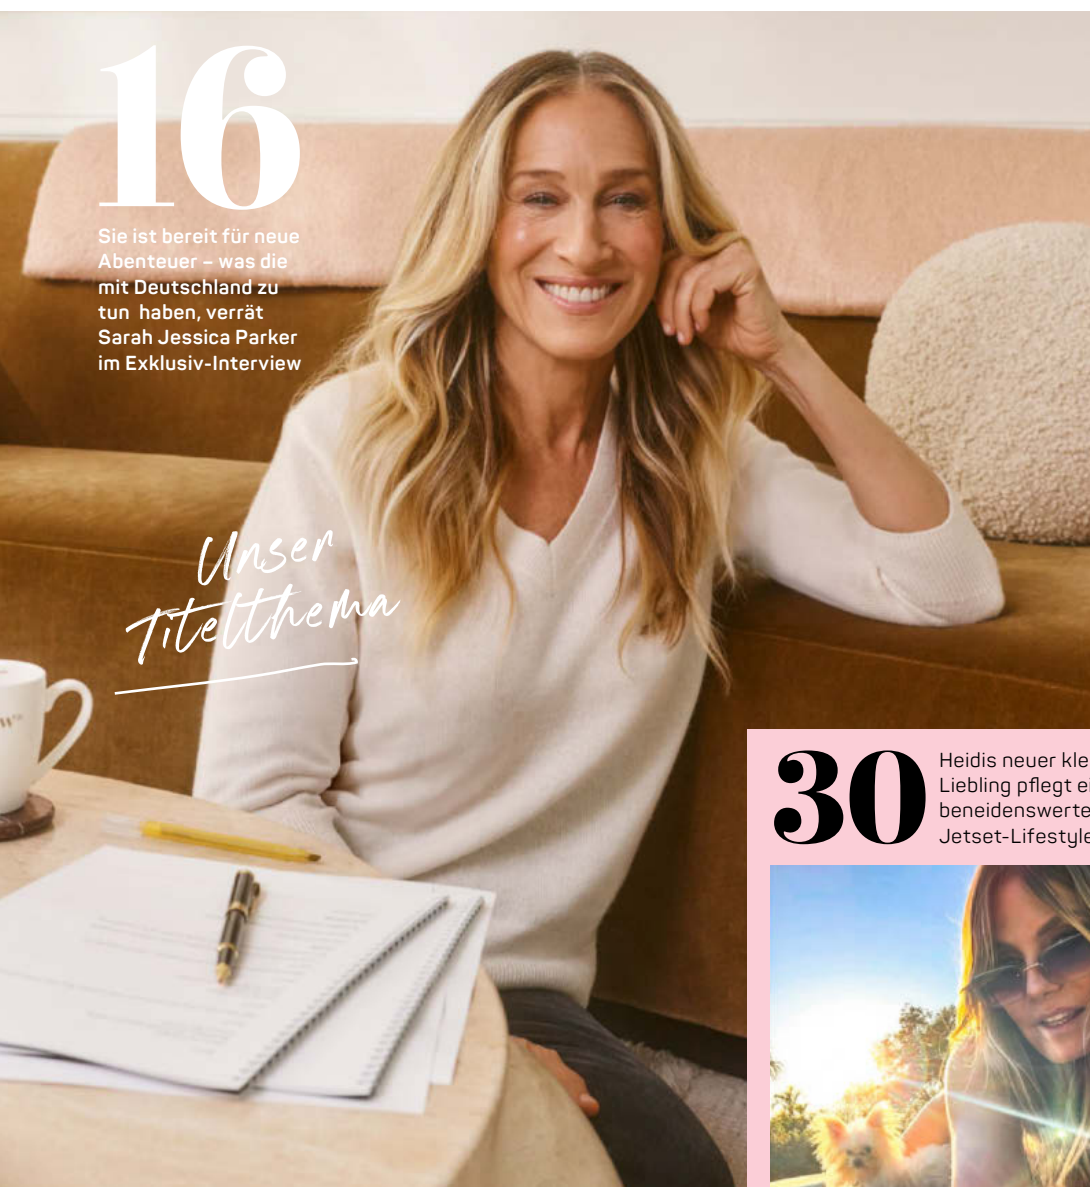 16
Sie ist bereit für neue
Abenteuer – was die
mit Deutschland zu
tun haben, verrät
Sarah Jessica Parker
im Exklusiv-Interview
Unser
Titelthema
30
Heidis neuer kle
Liebling pflegt ei
beneidenswerte
Jetset-Lifestyle